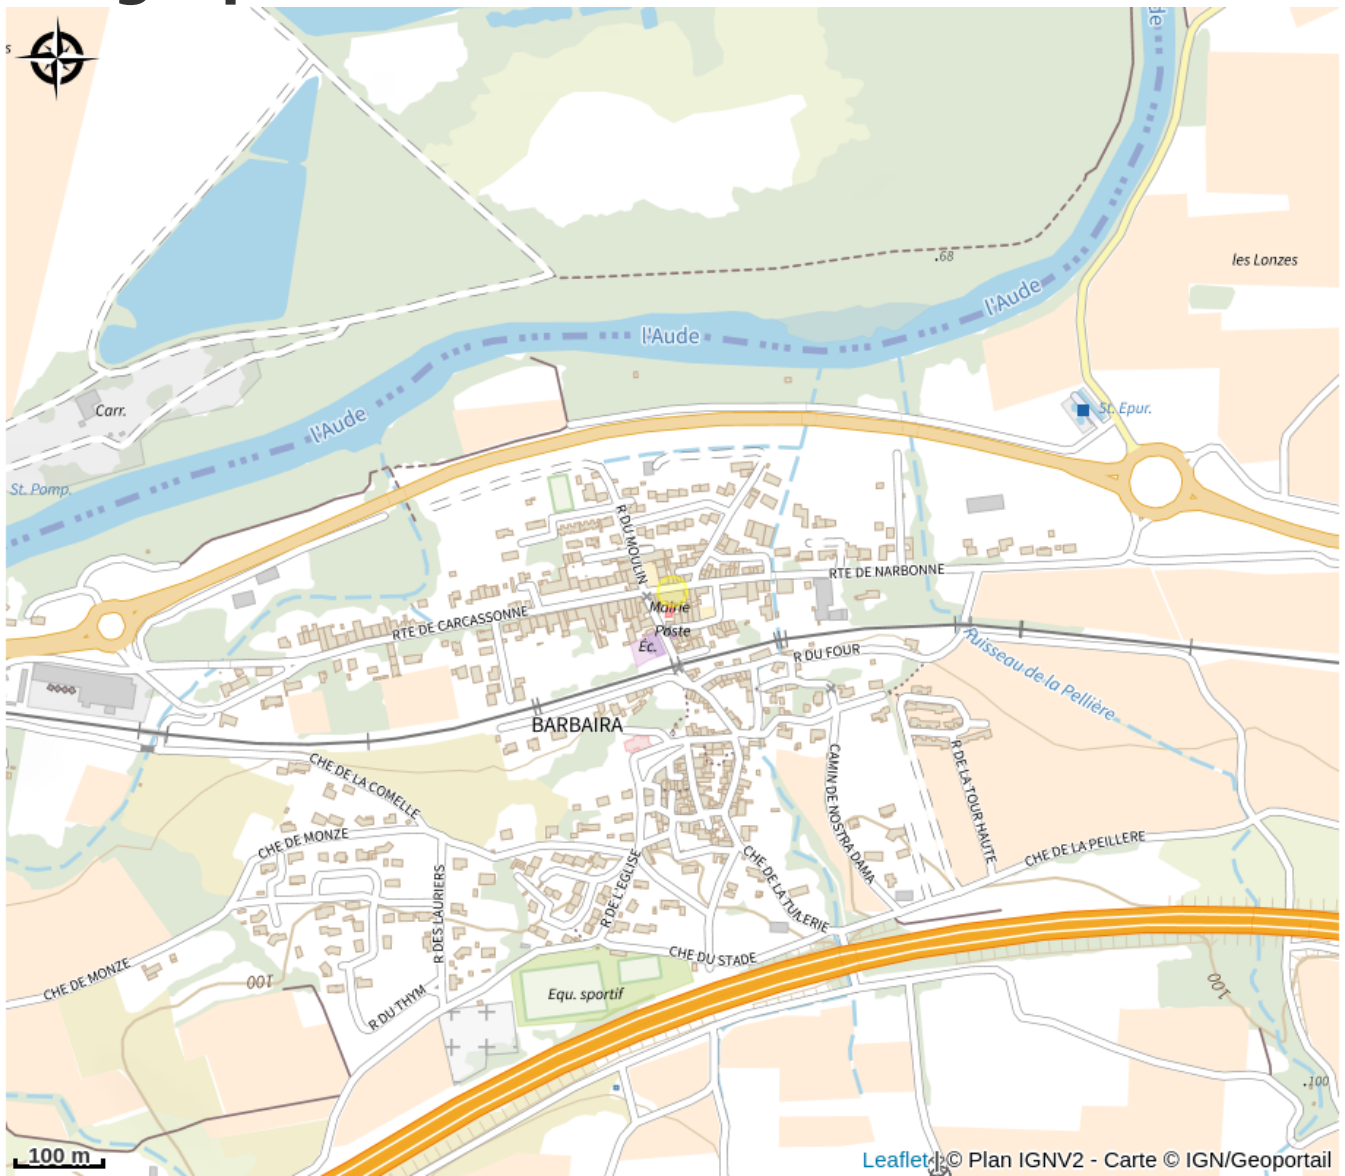 de
s
.68
les Lonzes
l'Aude
l'Aude
Carr.
St. Epur.
l'Aude
St. Pomp.
R DU MOULIN
RTE DE NARBONNE
Mairie
RTE DE CARCASSONNE
Poste
Éc.
R DU FOUR
Ruisseau de la Pellière
BARBAIRA
CHE DE LA COMELLE
CAMIN DE NOSTRA DAMA
R DE LA TOUR HAUTE
CHE DE MONZE
CHE DE LA PEILLERE
R DES LAURIERS
R DE L'EGLISE
CHE DE LA TUILERIE
CHE DU STADE
CHE DE MONZE
100
Equ. sportif
100
R DU THYM
.100
100 m
Leaflet | © Plan IGNV2 - Carte © IGN/Geoportail